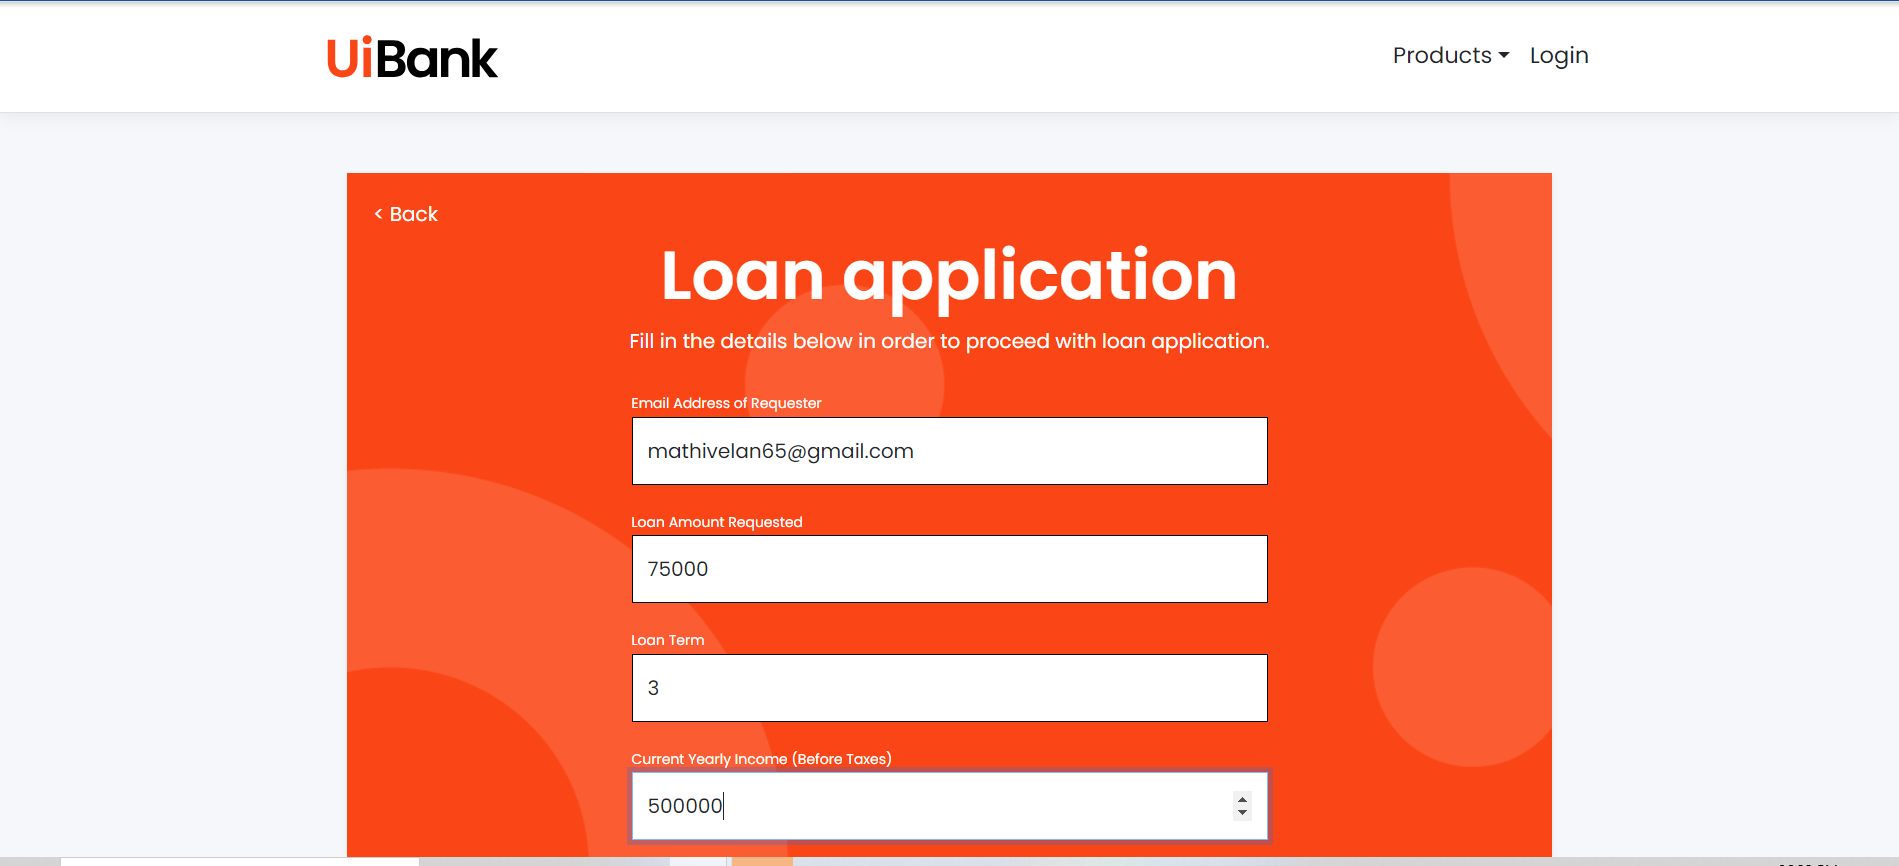 UiBank
Products Login
< Back
Loan application
Fill in the details below in order to proceed with loan application.
Email Address of Requester
mathivelan65@gmail.com
Loan Amount Requested
75000
Loan Term
3
Current Yearly Income (Before Taxes)
500000